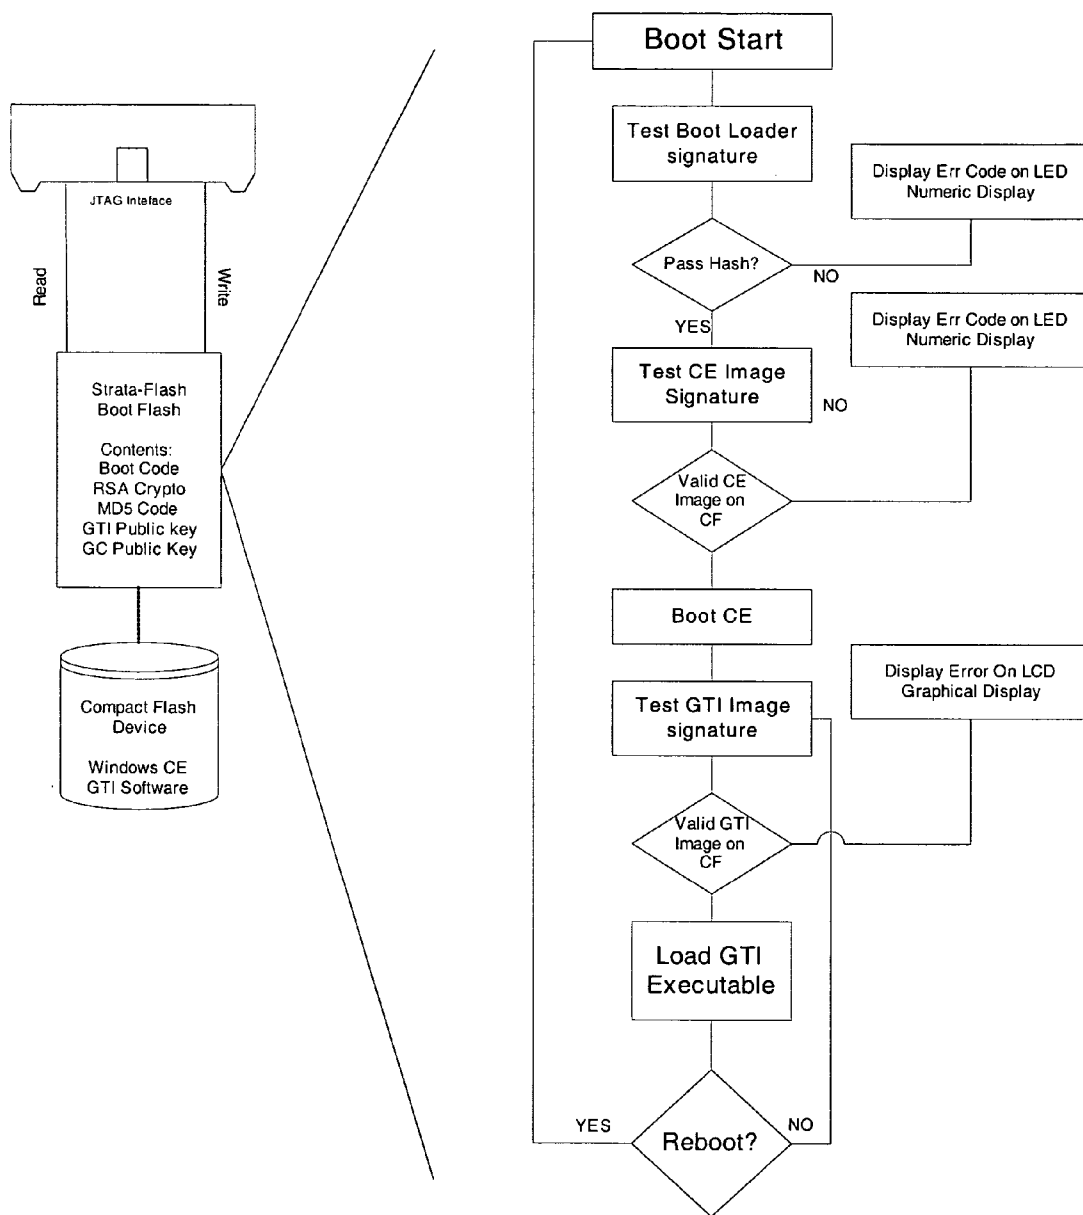 JTAG Inteface
Read
Write
Strata-Flash
Boot Flash
Contents:
Boot Code
RSA Crypto
MD5 Code
GTI Public key
GC Public Key
Compact Flash
Device
Windows CE
GTI Software
Boot Start
Test Boot Loader
signature
Display Err Code on LED
Numeric Display
Pass Hash?
NO
YES
Display Err Code on LED
Numeric Display
Test CE Image
Signature
NO
Valid CE
Image on
CF
Boot CE
Test GTI Image
signature
Display Error On LCD
Graphical Display
Valid GTI
Image on
CF
Load GTI
Executable
YES
Reboot?
NO